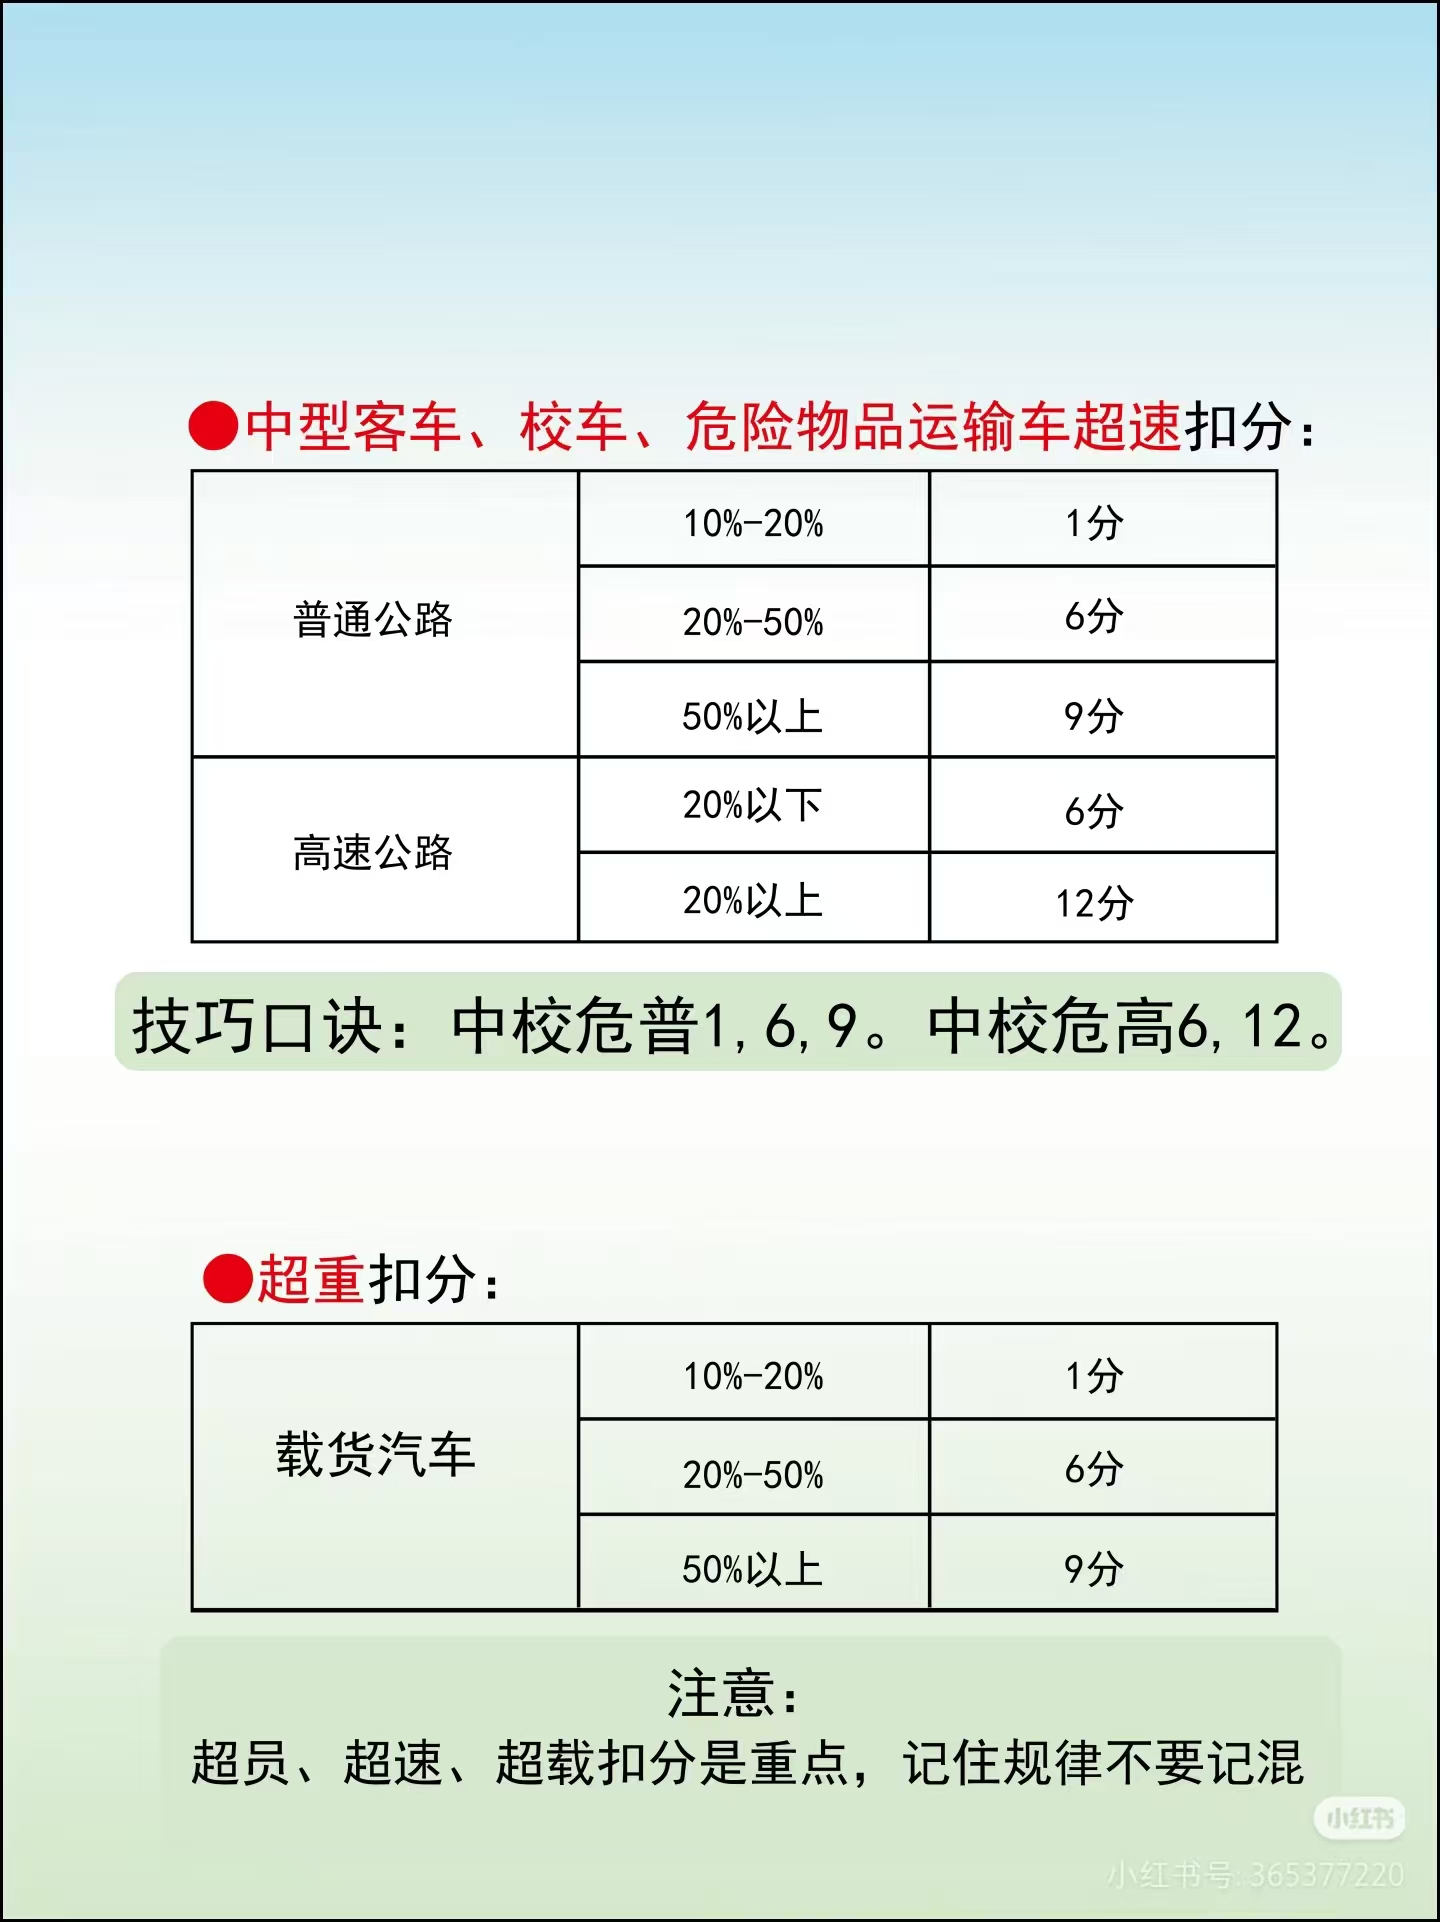 ●中型客车、校车、危险物品运输车超速扣分：
普通公路
10%-20% 1分
20%-50% 6分
50%以上 9分
高速公路
20%以下 6分
20%以上 12分
技巧口诀：中校危普1,6,9。中校危高6,12。
●超重扣分：
载货汽车
10%-20% 1分
20%-50% 6分
50%以上 9分
注意：
超员、超速、超载扣分是重点，记住规律不要记混
小红书
小红书号: 365377220